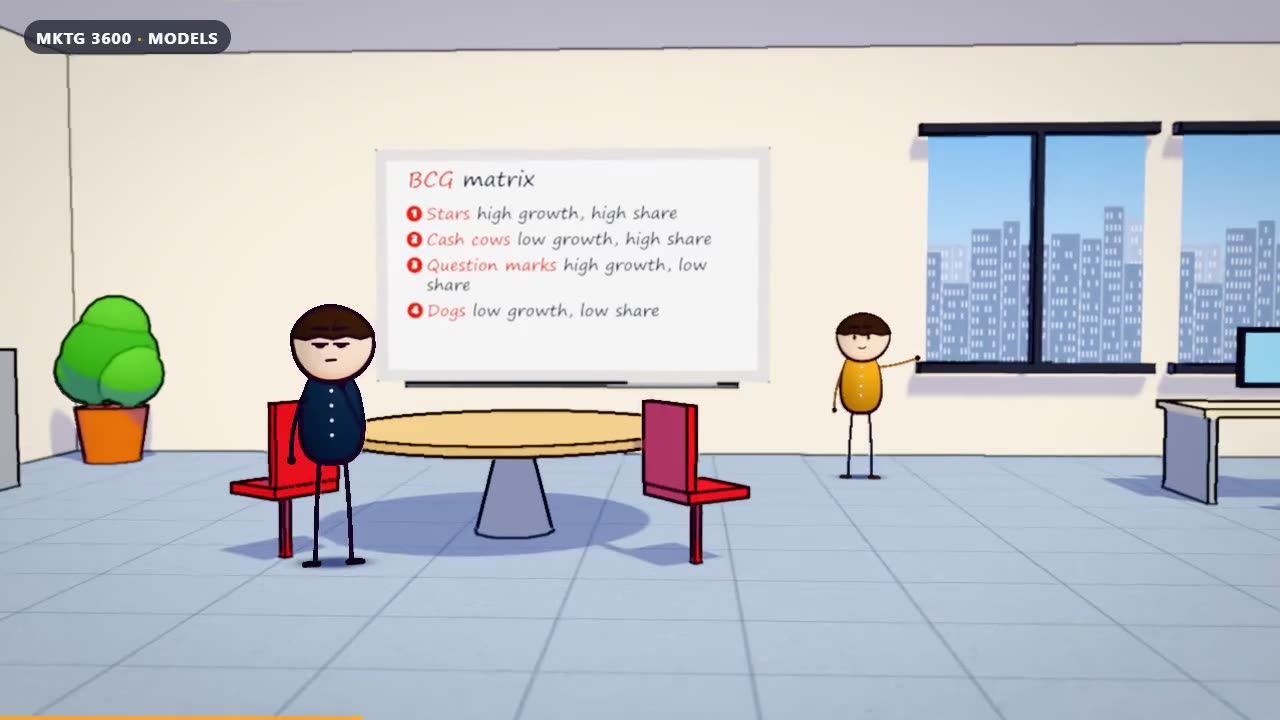 MKTG 3600 · MODELS
BCG matrix
1 Stars high growth, high share
2 Cash cows low growth, high share
3 Question marks high growth, low
share
4 Dogs low growth, low share